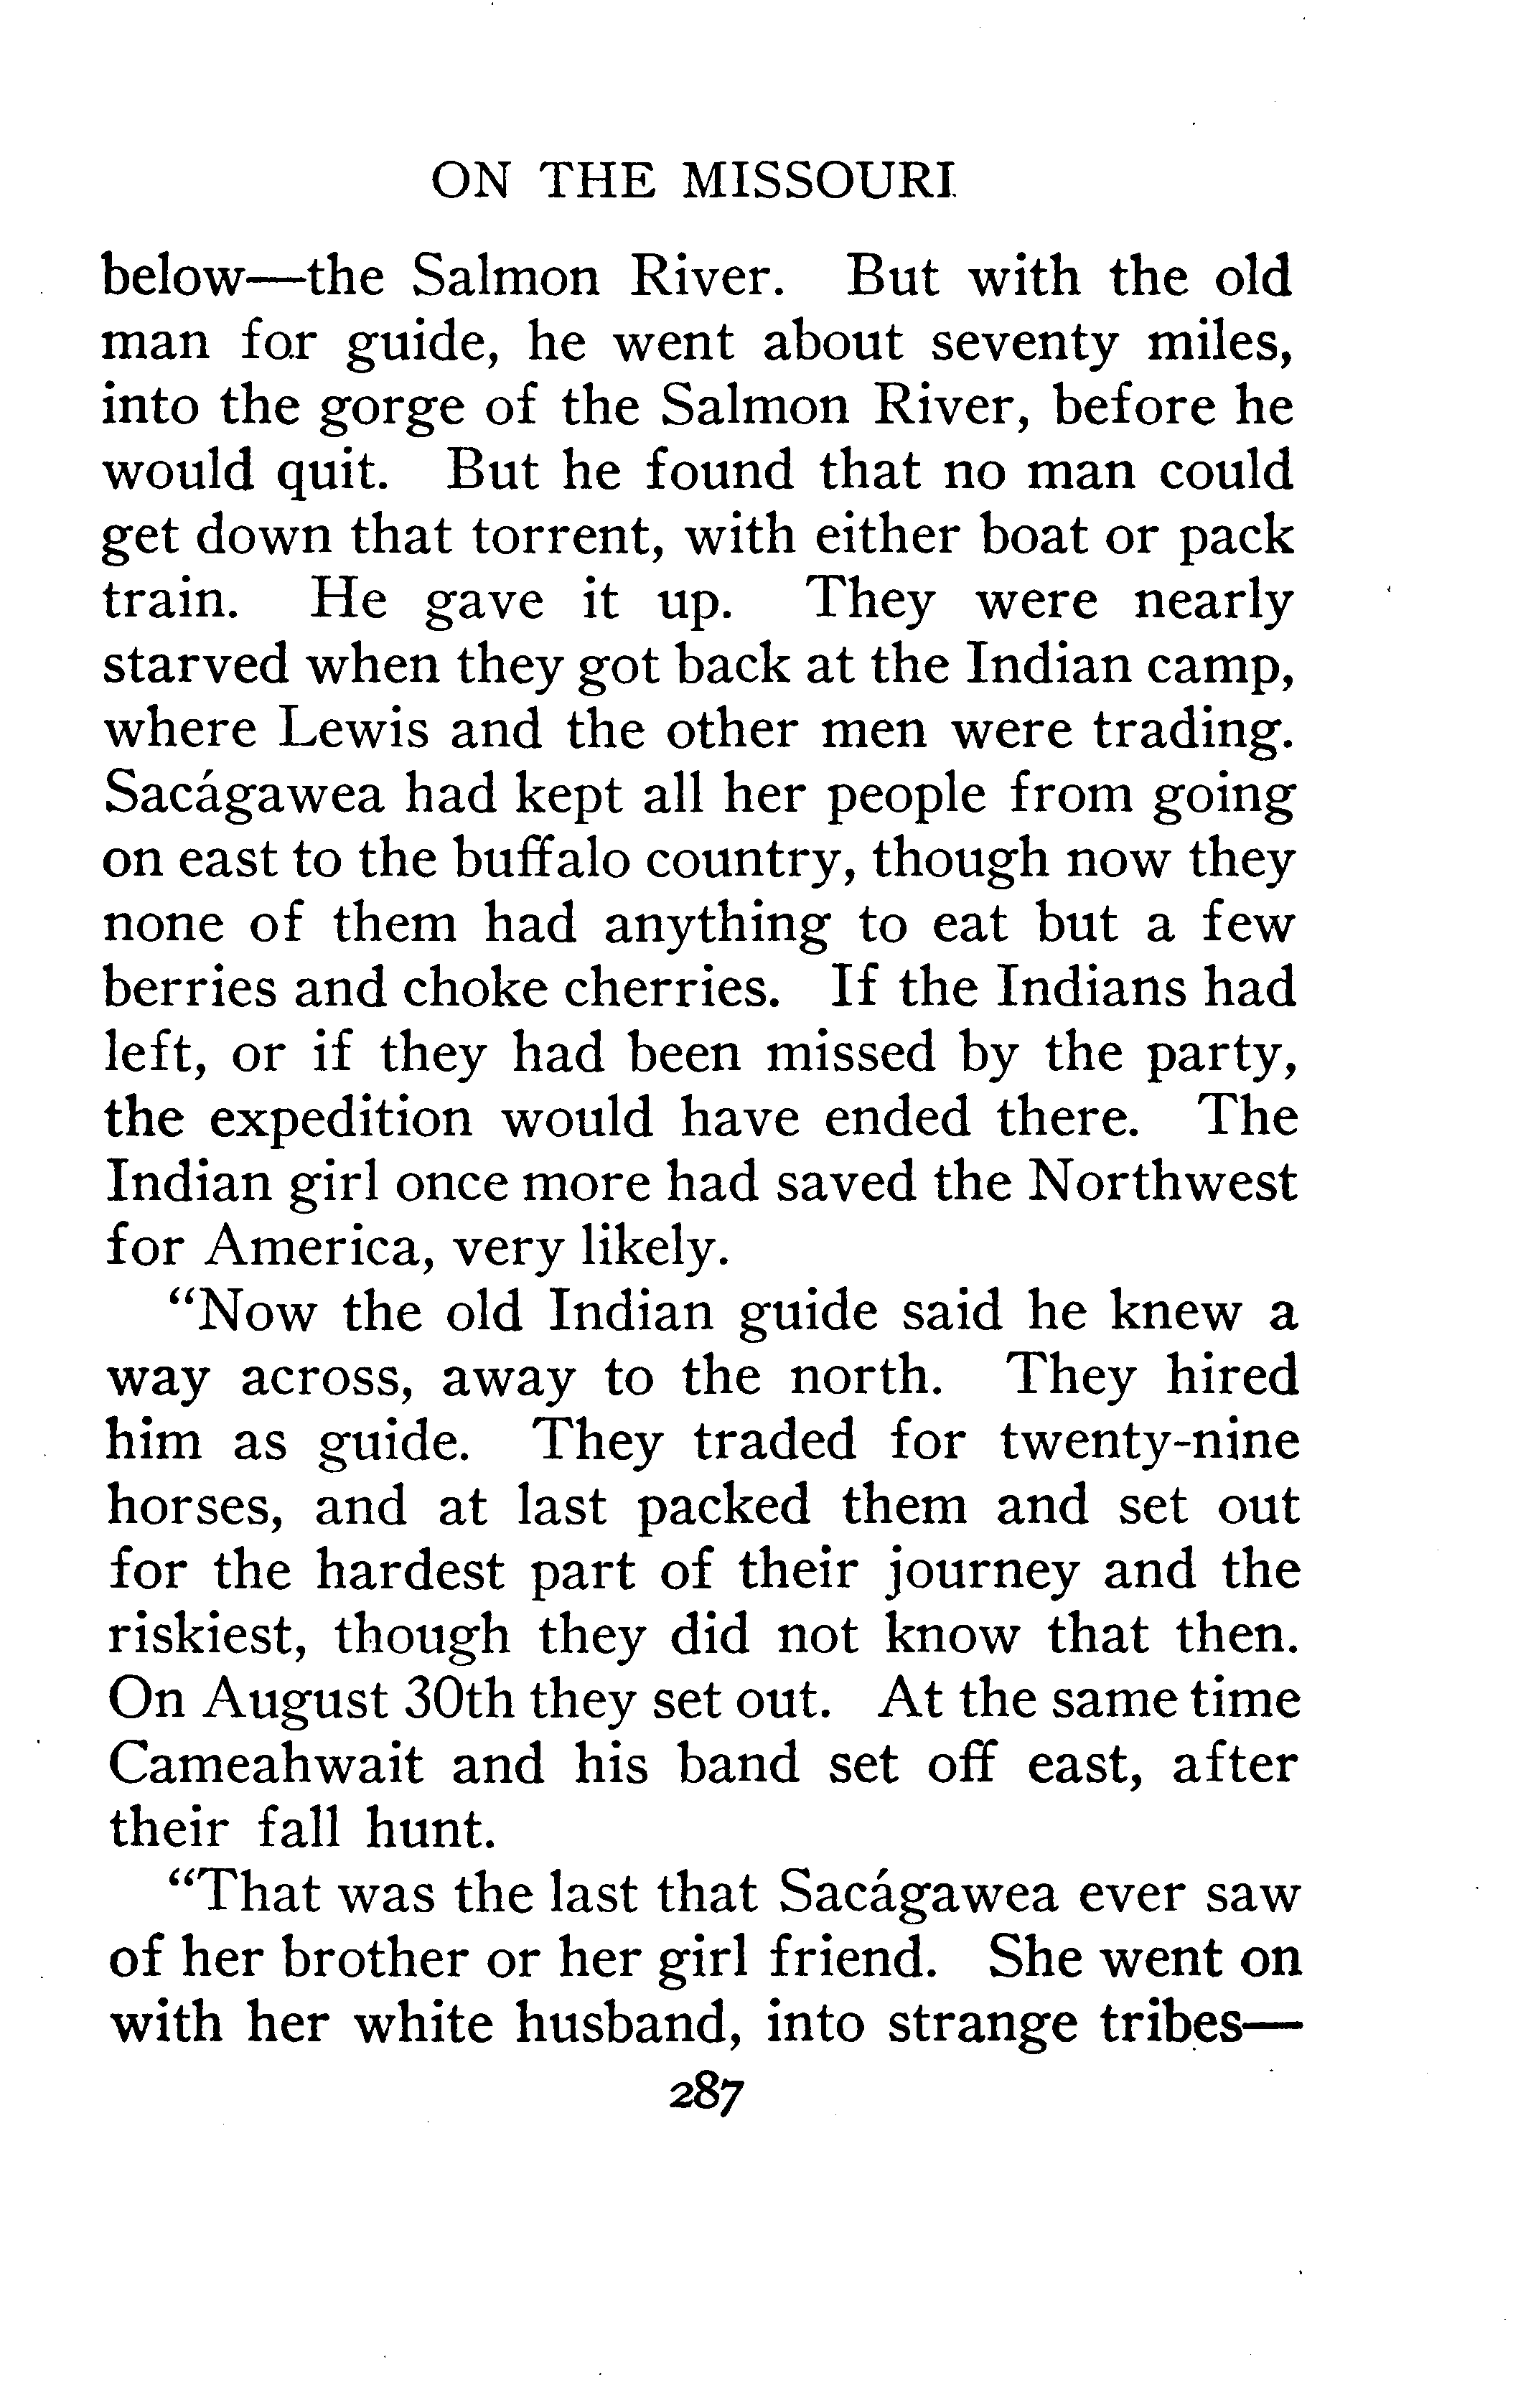 ON THE MISSOURI
below—the Salmon River. But with the old
man for guide, he went about seventy miles,
into the gorge of the Salmon River, before he
would quit. But he found that no man could
get down that torrent, with either boat or pack
train. He gave it up. They were nearly
starved when they got back at the Indian camp,
where Lewis and the other men were trading.
Sacágawea had kept all her people from going
on east to the buffalo country, though now they
none of them had anything to eat but a few
berries and choke cherries. If the Indians had
left, or if they had been missed by the party,
the expedition would have ended there. The
Indian girl once more had saved the Northwest
for America, very likely.
“Now the old Indian guide said he knew a
way across, away to the north. They hired
him as guide. They traded for twenty-nine
horses, and at last packed them and set out
for the hardest part of their journey and the
riskiest, though they did not know that then.
On August 30th they set out. At the same time
Cameahwait and his band set off east, after
their fall hunt.
“That was the last that Sacágawea ever saw
of her brother or her girl friend. She went on
with her white husband, into strange tribes—
287